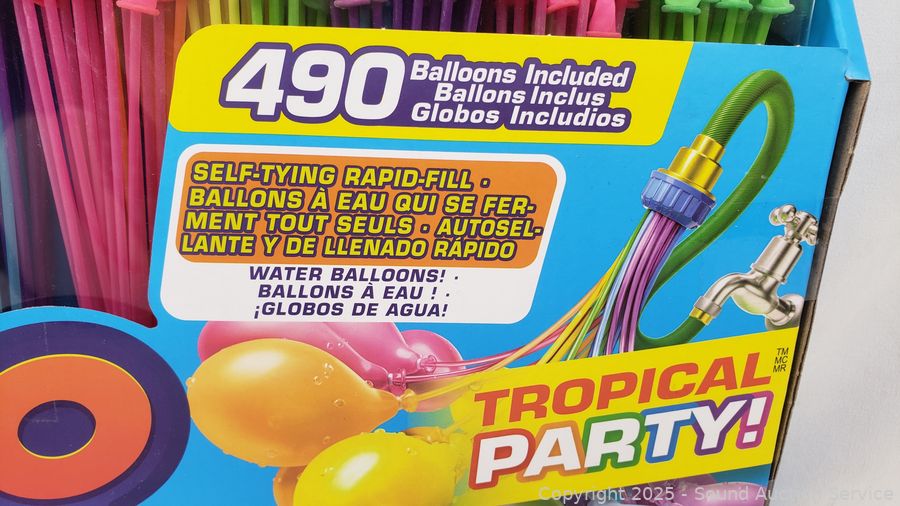 490
Balloons Included
Ballons Inclus
Globos Includios
SELF-TYING RAPID-FILL ·
BALLONS À EAU QUI SE FER-
MENT TOUT SEULS · AUTOSEL-
LANTE Y DE LLENADO RÁPIDO
WATER BALLOONS! ·
BALLONS À EAU ! ·
¡GLOBOS DE AGUA!
TROPICAL
PARTY!
TM
MC
MR
Copyright 2025 - Sound Auction Service